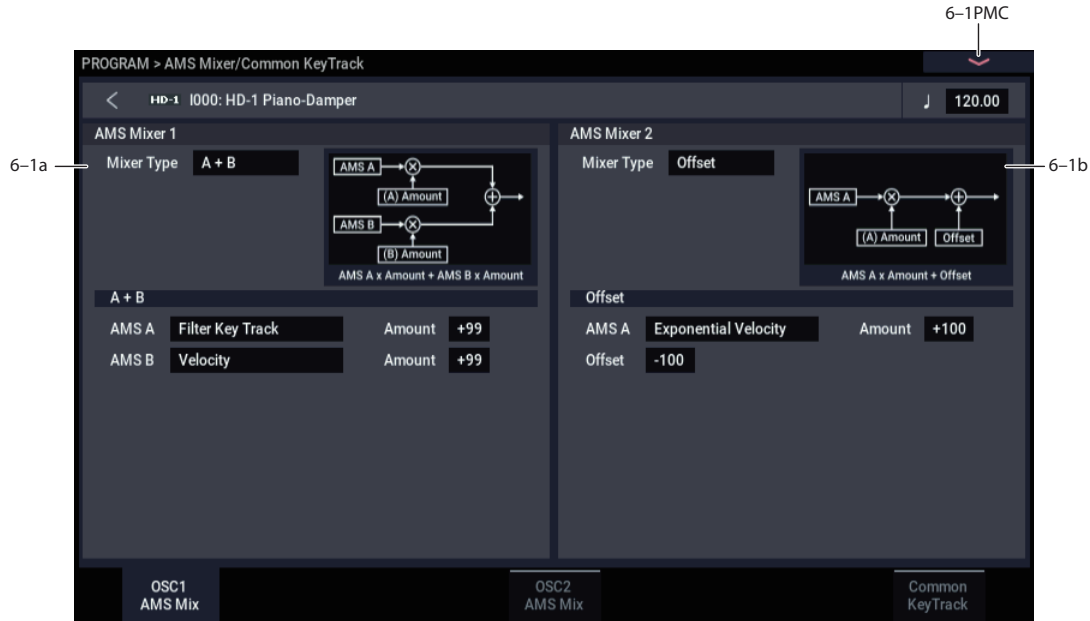 6–1PMC
PROGRAM > AMS Mixer/Common KeyTrack
HD-1 I000: HD-1 Piano-Damper
♩ 120.00
AMS Mixer 1
6–1a
Mixer Type A + B
AMS A
(A) Amount
AMS B
(B) Amount
AMS A x Amount + AMS B x Amount
A + B
AMS A Filter Key Track Amount +99
AMS B Velocity Amount +99
AMS Mixer 2
6–1b
Mixer Type Offset
AMS A
(A) Amount Offset
AMS A x Amount + Offset
Offset
AMS A Exponential Velocity Amount +100
Offset -100
OSC1
AMS Mix
OSC2
AMS Mix
Common
KeyTrack